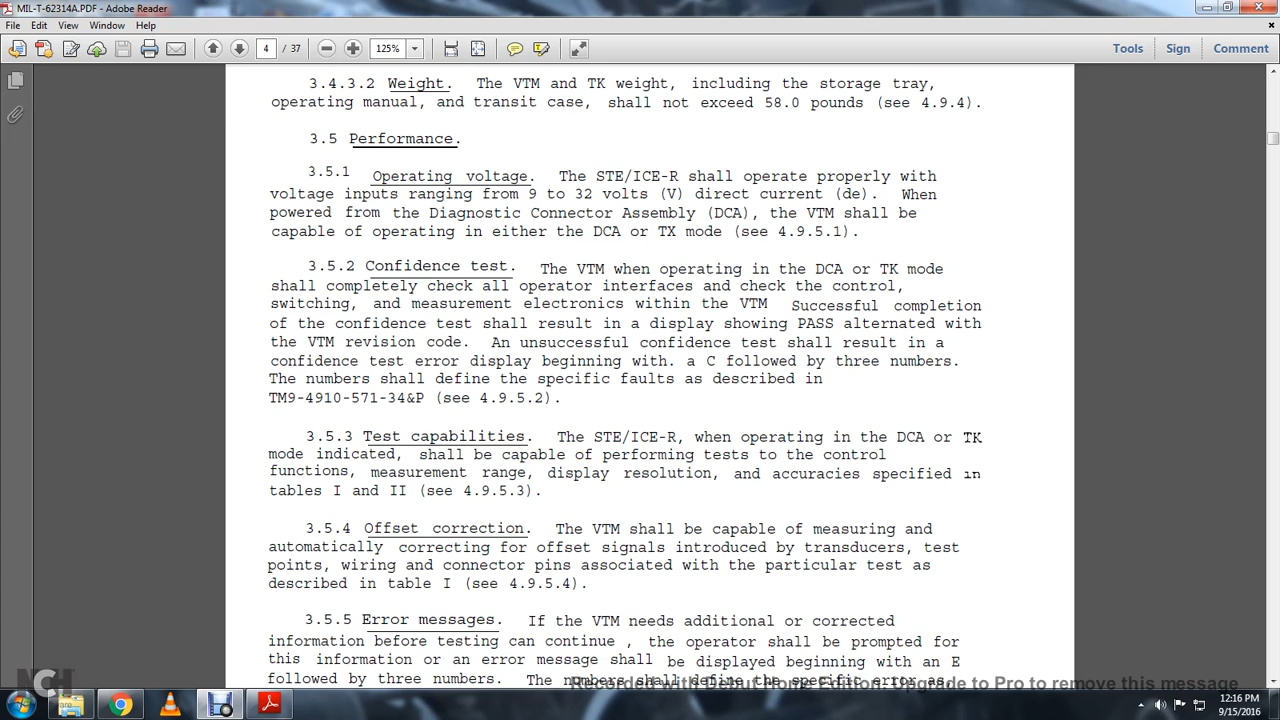 MIL-T-62314A.PDF - Adobe Reader
File Edit View Window Help
4 / 37 125% Tools Sign Comment
3.4.3.2 Weight. The VTM and TK weight, including the storage tray,
operating manual, and transit case, shall not exceed 58.0 pounds (see 4.9.4).
3.5 Performance.
3.5.1 Operating voltage. The STE/ICE-R shall operate properly with
voltage inputs ranging from 9 to 32 volts (V) direct current (de). When
powered from the Diagnostic Connector Assembly (DCA), the VTM shall be
capable of operating in either the DCA or TX mode (see 4.9.5.1).
3.5.2 Confidence test. The VTM when operating in the DCA or TK mode
shall completely check all operator interfaces and check the control,
switching, and measurement electronics within the VTM Successful completion
of the confidence test shall result in a display showing PASS alternated with
the VTM revision code. An unsuccessful confidence test shall result in a
confidence test error display beginning with. a C followed by three numbers.
The numbers shall define the specific faults as described in
TM9-4910-571-34&P (see 4.9.5.2).
3.5.3 Test capabilities. The STE/ICE-R, when operating in the DCA or TK
mode indicated, shall be capable of performing tests to the control
functions, measurement range, display resolution, and accuracies specified in
tables I and II (see 4.9.5.3).
3.5.4 Offset correction. The VTM shall be capable of measuring and
automatically correcting for offset signals introduced by transducers, test
points, wiring and connector pins associated with the particular test as
described in table I (see 4.9.5.4).
3.5.5 Error messages. If the VTM needs additional or corrected
information before testing can continue , the operator shall be prompted for
this information or an error message shall be displayed beginning with an E
followed by three numbers. The numbers shall define the specific error as,
Recorded with Debut Home Edition. Upgrade to Pro to remove this message
NCH
12:16 PM
9/15/2016